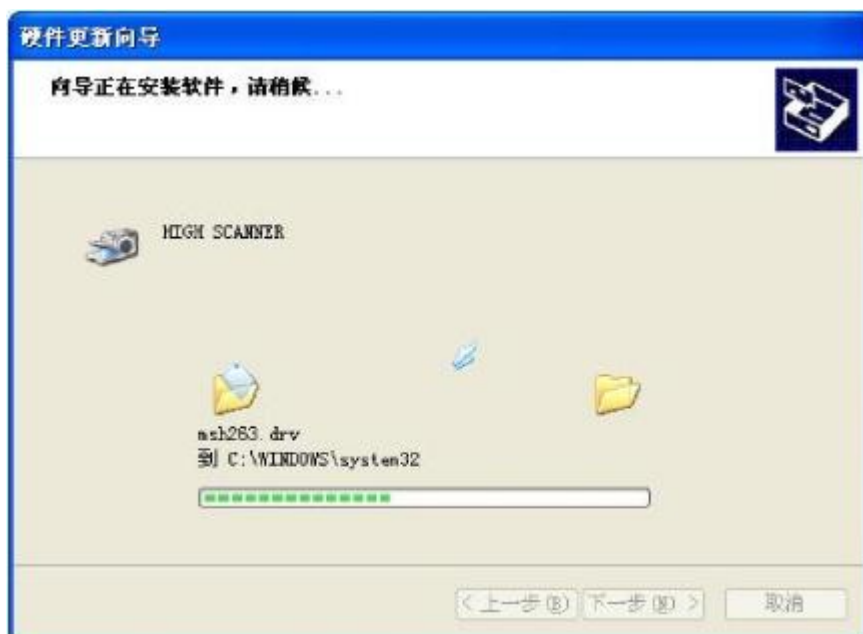 硬件更新向导
向导正在安装软件，请稍候...
HIGH SCANNER
msh263.drv
到 C:\WINDOWS\system32
< 上一步(B)
下一步(N) >
取消